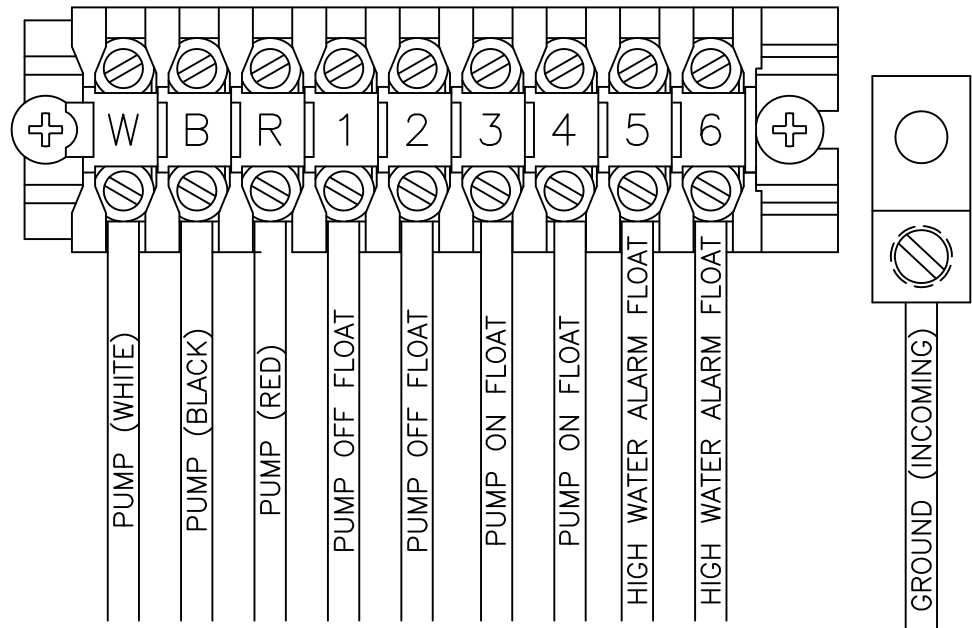 W B R 1 2 3 4 5 6
PUMP (WHITE)
PUMP (BLACK)
PUMP (RED)
PUMP OFF FLOAT
PUMP OFF FLOAT
PUMP ON FLOAT
PUMP ON FLOAT
HIGH WATER ALARM FLOAT
HIGH WATER ALARM FLOAT
GROUND (INCOMING)